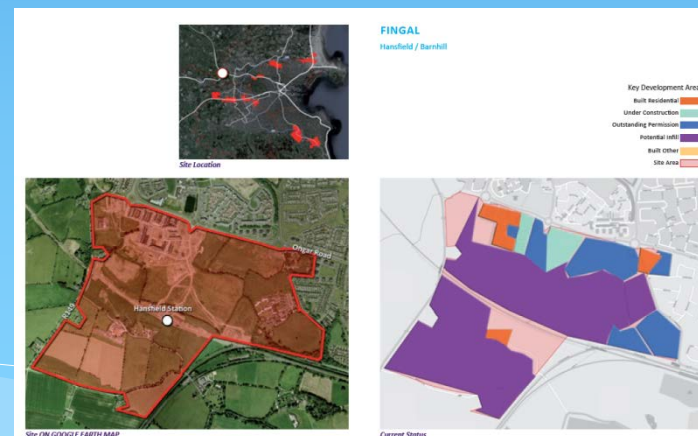 FINGAL
Hansfield / Barnhill
Site Location
Key Development Area
Built Residential
Under Construction
Outstanding Permission
Potential Infill
Built Other
Site Area
Ongar Road
Hansfield Station
Site ON GOOGLE EARTH MAP
Current Status